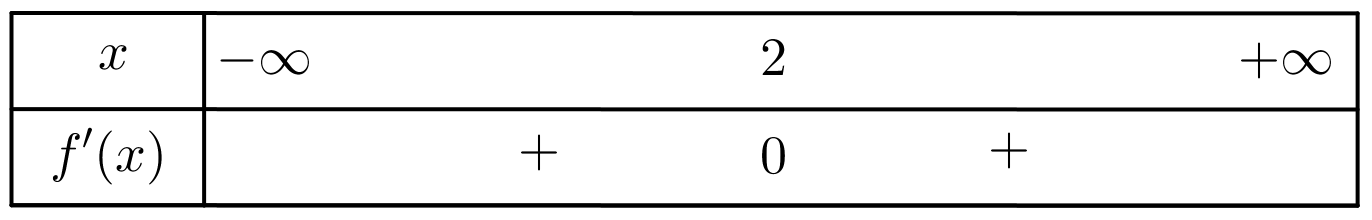 x −∞ 2 +∞
f′(x) + 0 +